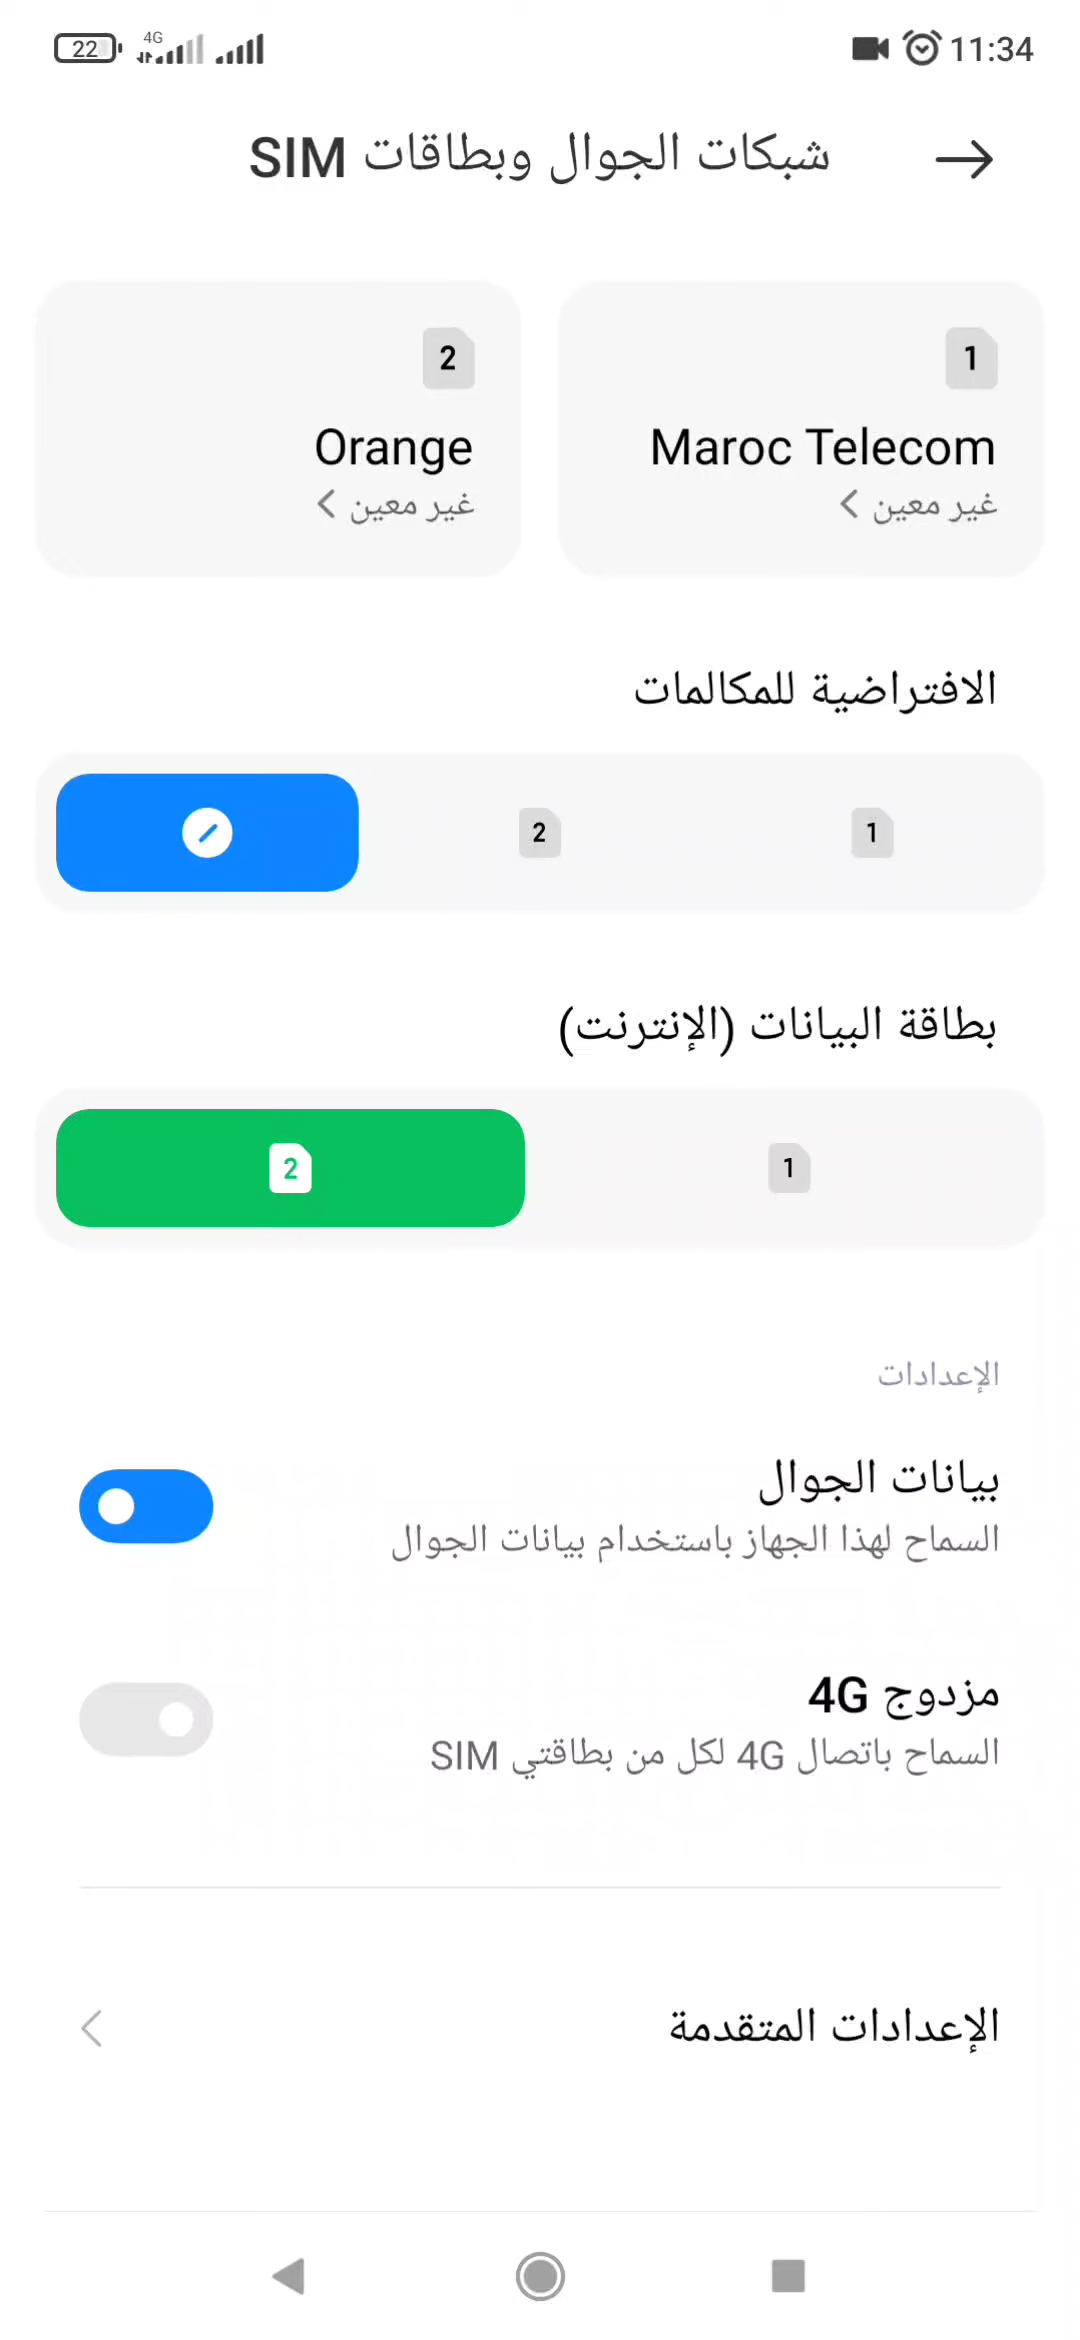 22 4G 11:34
شبكات الجوال وبطاقات SIM
1
Maroc Telecom
غير معين
2
Orange
غير معين
الافتراضية للمكالمات
1 2
بطاقة البيانات (الإنترنت)
1 2
الإعدادات
بيانات الجوال
السماح لهذا الجهاز باستخدام بيانات الجوال
مزدوج 4G
السماح باتصال 4G لكل من بطاقتي SIM
الإعدادات المتقدمة